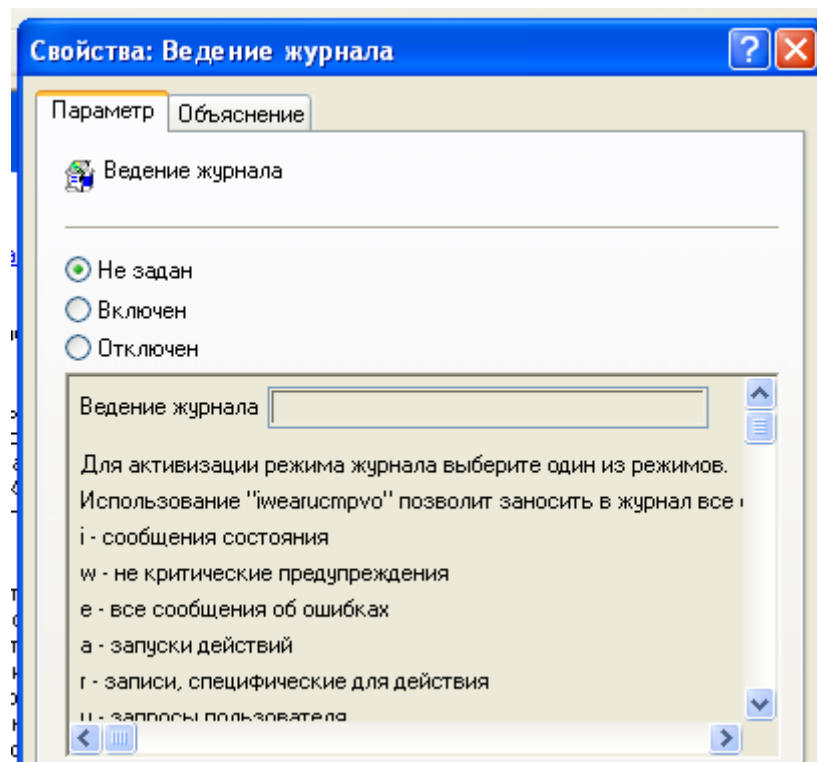 Свойства: Ведение журнала
Параметр Объяснение
Ведение журнала
Не задан
Включен
Отключен
Ведение журнала
Для активизации режима журнала выберите один из режимов.
Использование "iwearucmpvo" позволит заносить в журнал все
i - сообщения состояния
w - не критические предупреждения
e - все сообщения об ошибках
a - запуски действий
r - записи, специфические для действия
u - запросы пользователя